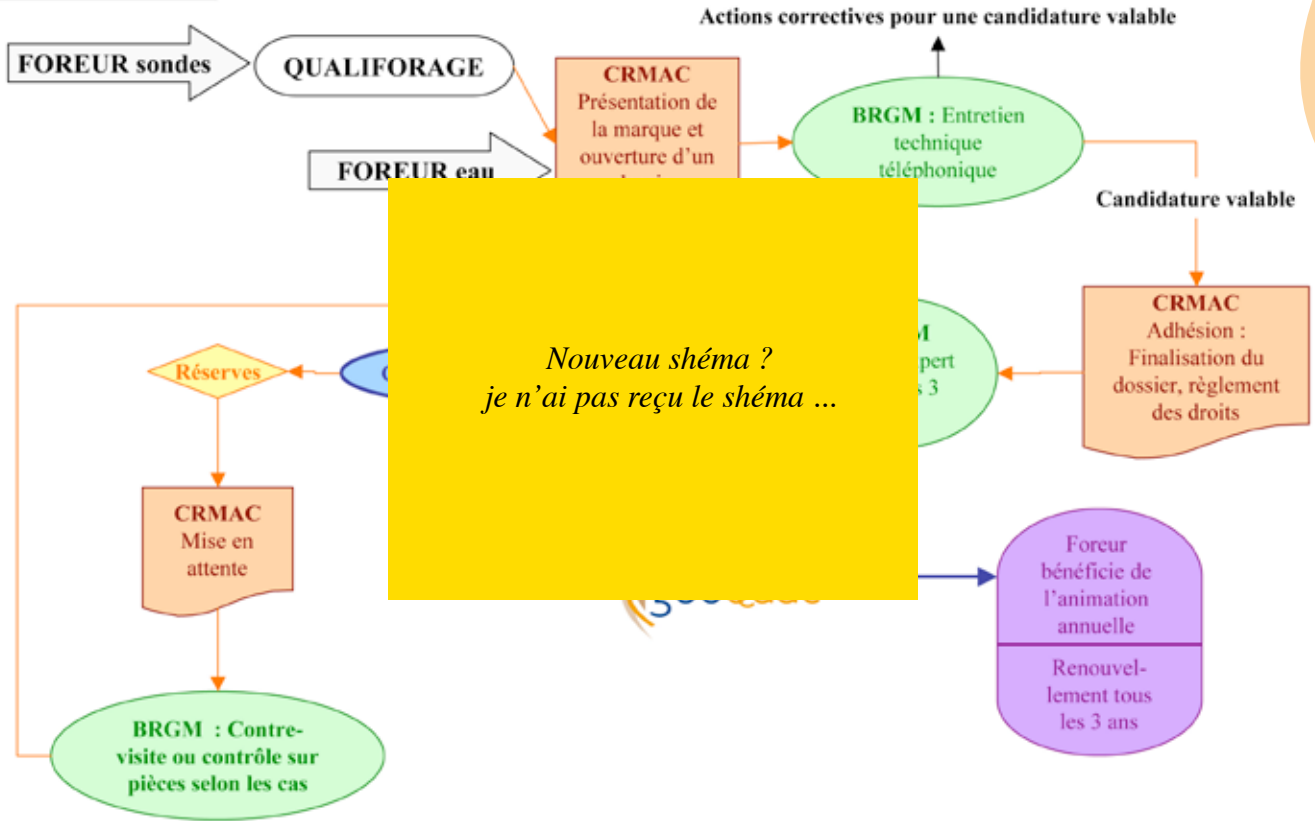 Actions correctives pour une candidature valable
FOREUR sondes
QUALIFORAGE
CRMAC
Présentation de
la marque et
ouverture d'un
BRGM : Entretien
technique
téléphonique
FOREUR eau
Candidature valable
CRMAC
Adhésion :
Finalisation du
dossier, règlement
des droits
Nouveau shéma ?
je n'ai pas reçu le shéma ...
Réserves
CRMAC
Mise en
attente
BRGM : Contre-
visite ou contrôle sur
pièces selon les cas
Foreur
bénéficie de
l'animation
annuelle
Renouvel-
lement tous
les 3 ans